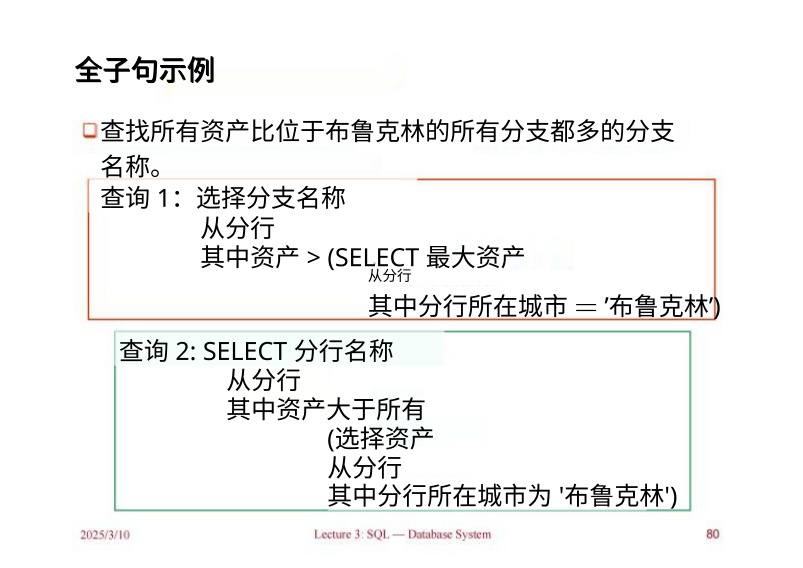 全子句示例
查找所有资产比位于布鲁克林的所有分支都多的分支
名称。
查询 1：选择分支名称
从分行
其中资产 > (SELECT 最大资产
从分行
其中分行所在城市 ＝ ’布鲁克林’)
查询 2: SELECT 分行名称
从分行
其中资产大于所有
(选择资产
从分行
其中分行所在城市为 '布鲁克林')
2025/3/10 Lecture 3: SQL — Database System 80